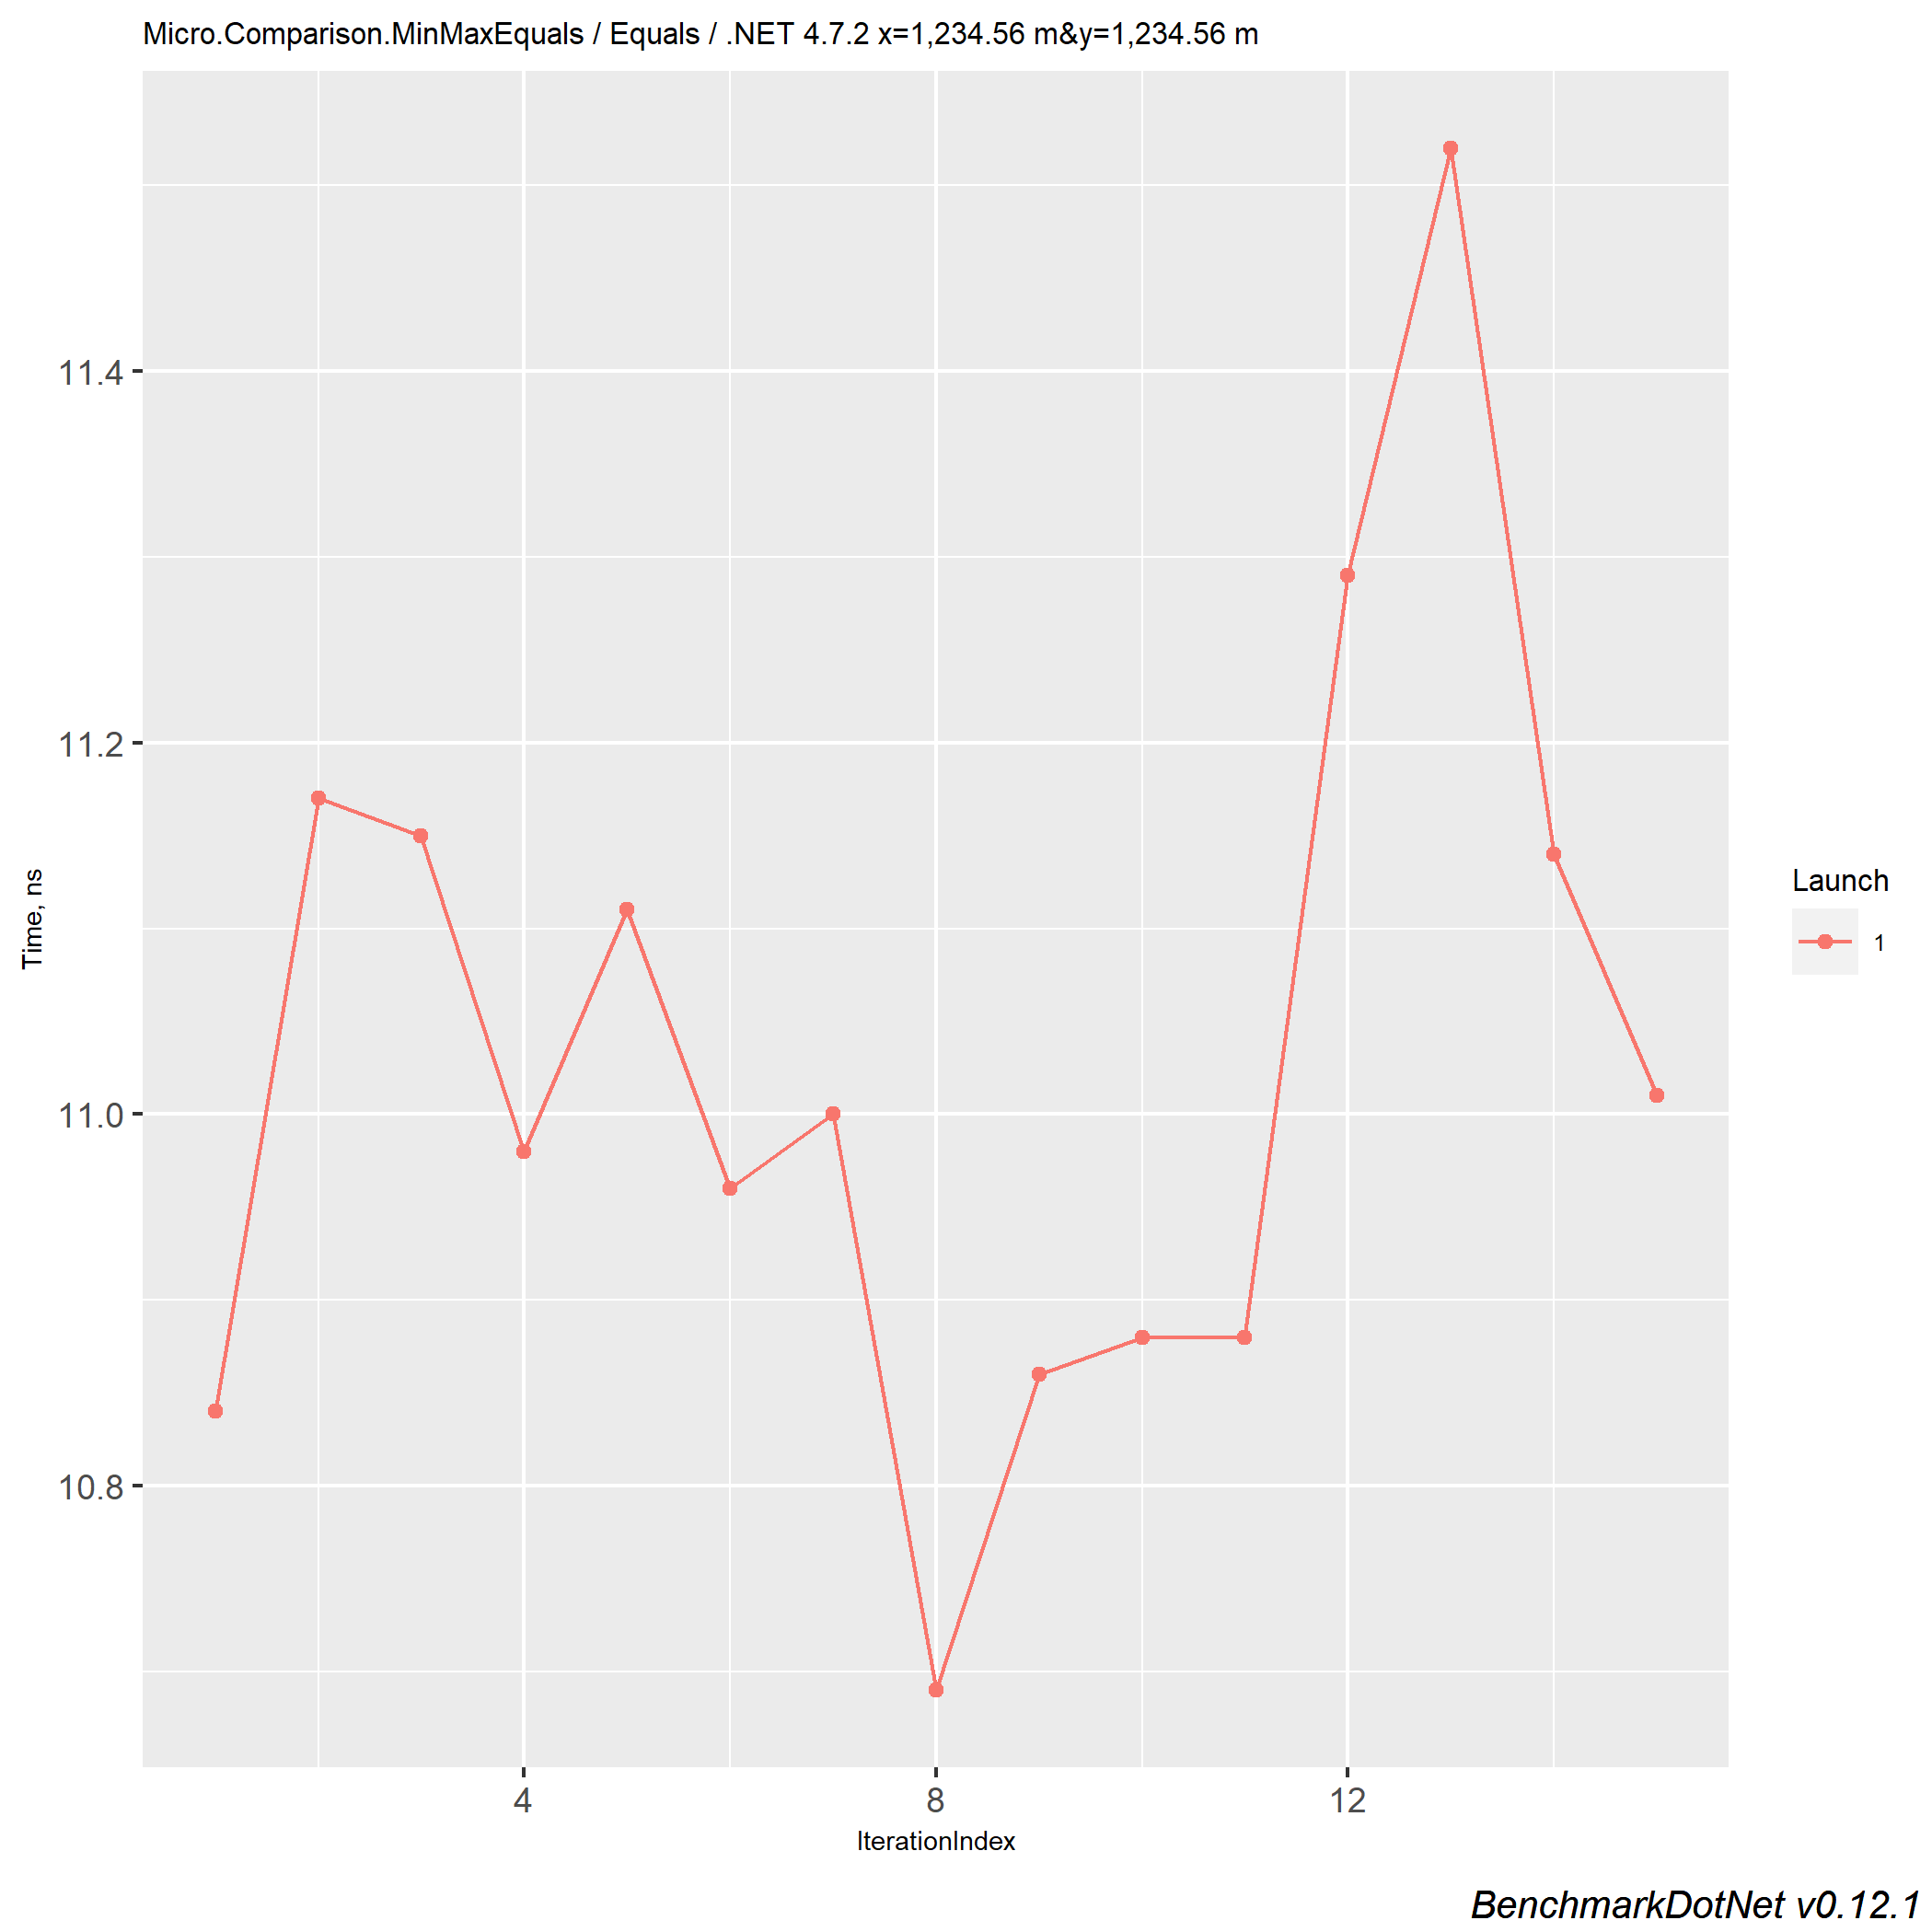 Micro.Comparison.MinMaxEquals / Equals / .NET 4.7.2 x=1,234.56 m&y=1,234.56 m
11.4
11.2
11.0
10.8
Time, ns
4
8
12
IterationIndex
Launch
1
BenchmarkDotNet v0.12.1